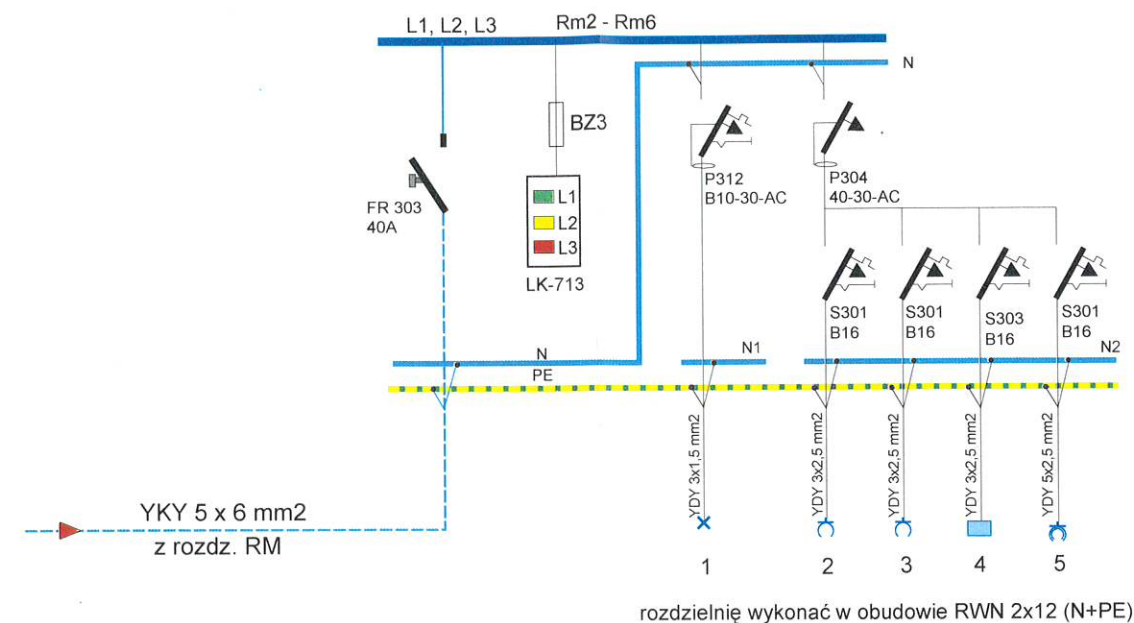 L1, L2, L3
Rm2 - Rm6
N
BZ3
P312
B10-30-AC
P304
40-30-AC
FR 303
40A
L1
L2
L3
LK-713
S301
B16
S301
B16
S303
B16
S301
B16
N
N1
N2
PE
YDY 3x1,5 mm2
YDY 3x2,5 mm2
YDY 3x2,5 mm2
YDY 3x2,5 mm2
YDY 5x2,5 mm2
YKY 5 x 6 mm2
z rozdz. RM
1
2
3
4
5
rozdzielnię wykonać w obudowie RWN 2x12 (N+PE)